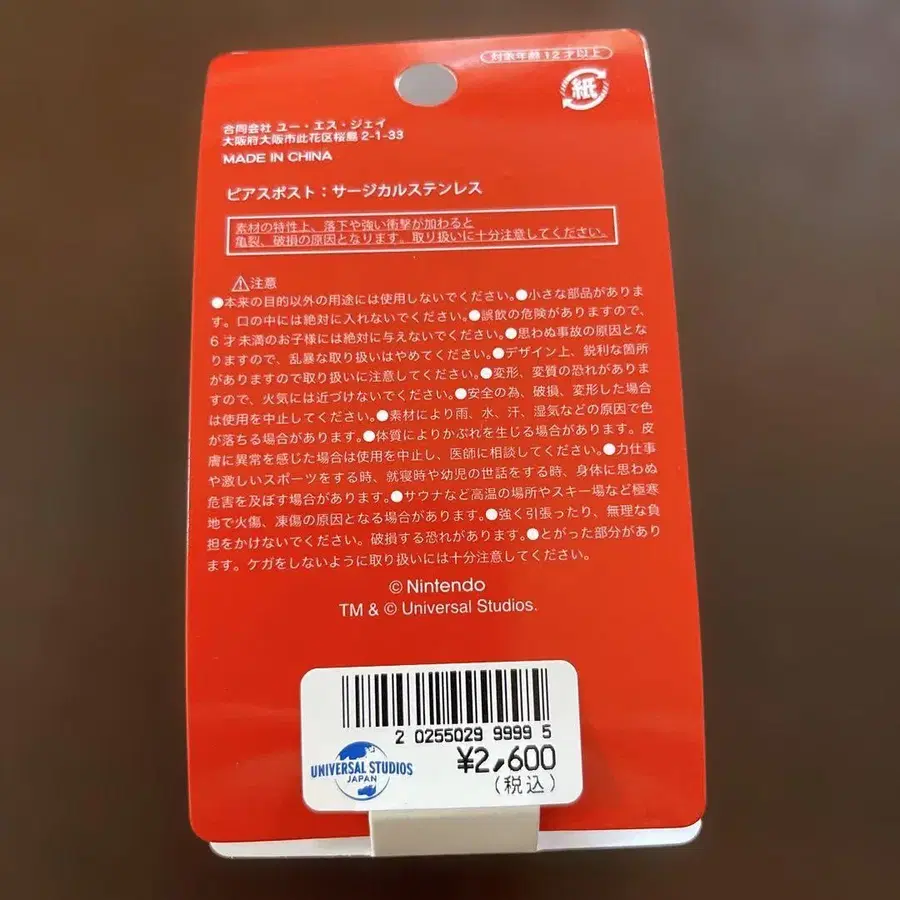 対象年齢12才以上
紙
合同会社 ユー・エス・ジェイ
大阪府大阪市此花区桜島 2-1-33
MADE IN CHINA
ピアスポスト：サージカルステンレス
素材の特性上、落下や強い衝撃が加わると
亀裂、破損の原因となります。取り扱いに十分注意してください。
⚠注意
●本来の目的以外の用途には使用しないでください。●小さな部品がありま
す。口の中には絶対に入れないでください。●誤飲の危険がありますので、
6才未満のお子様には絶対に与えないでください。●思わぬ事故の原因とな
りますので、乱暴な取り扱いはやめてください。●デザイン上、鋭利な箇所
がありますので取り扱いに注意してください。●変形、変質の恐れがありま
すので、火気には近づけないでください。●安全の為、破損、変形した場合
は使用を中止してください。●素材により雨、水、汗、湿気などの原因で色
が落ちる場合があります。●体質によりかぶれを生じる場合があります。皮
膚に異常を感じた場合は使用を中止し、医師に相談してください。●力仕事
や激しいスポーツをする時、就寝時や幼児の世話をする時、身体に思わぬ
危害を及ぼす場合があります。●サウナなど高温の場所やスキー場など極寒
地で火傷、凍傷の原因となる場合があります。●強く引張ったり、無理な負
担をかけないでください。破損する恐れがあります。●とがった部分があり
ます。ケガをしないように取り扱いには十分注意してください。
© Nintendo
TM & © Universal Studios.
2 0255029 9999 5
¥2,600
(税込)
UNIVERSAL STUDIOS
JAPAN